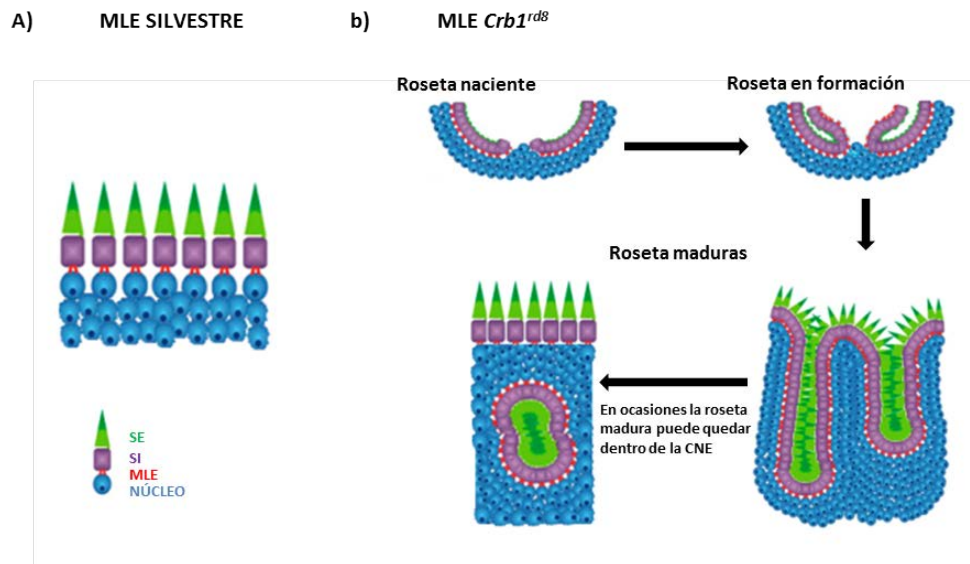 A) MLE SILVESTRE
b) MLE Crb1rd8
Roseta naciente
Roseta en formación
Roseta maduras
En ocasiones la roseta
madura puede quedar
dentro de la CNE
SE
SI
MLE
NÚCLEO